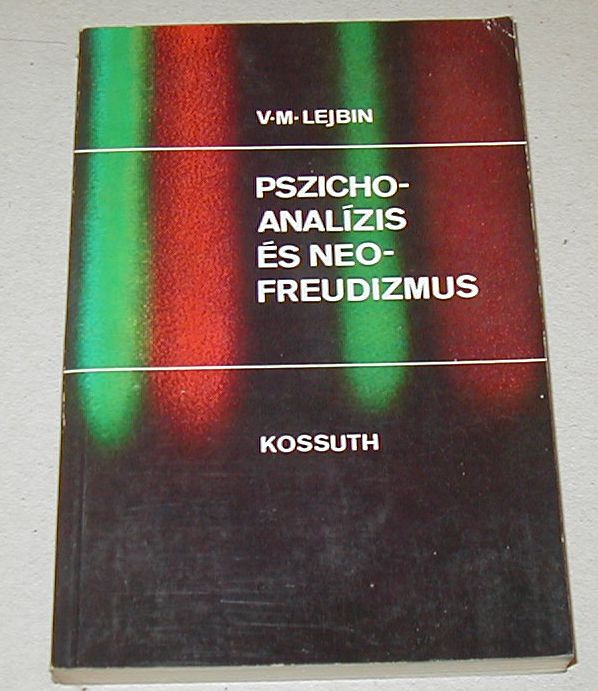 V·M·LEJBIN
PSZICHO-
ANALÍZIS
ÉS NEO-
FREUDIZMUS
KOSSUTH